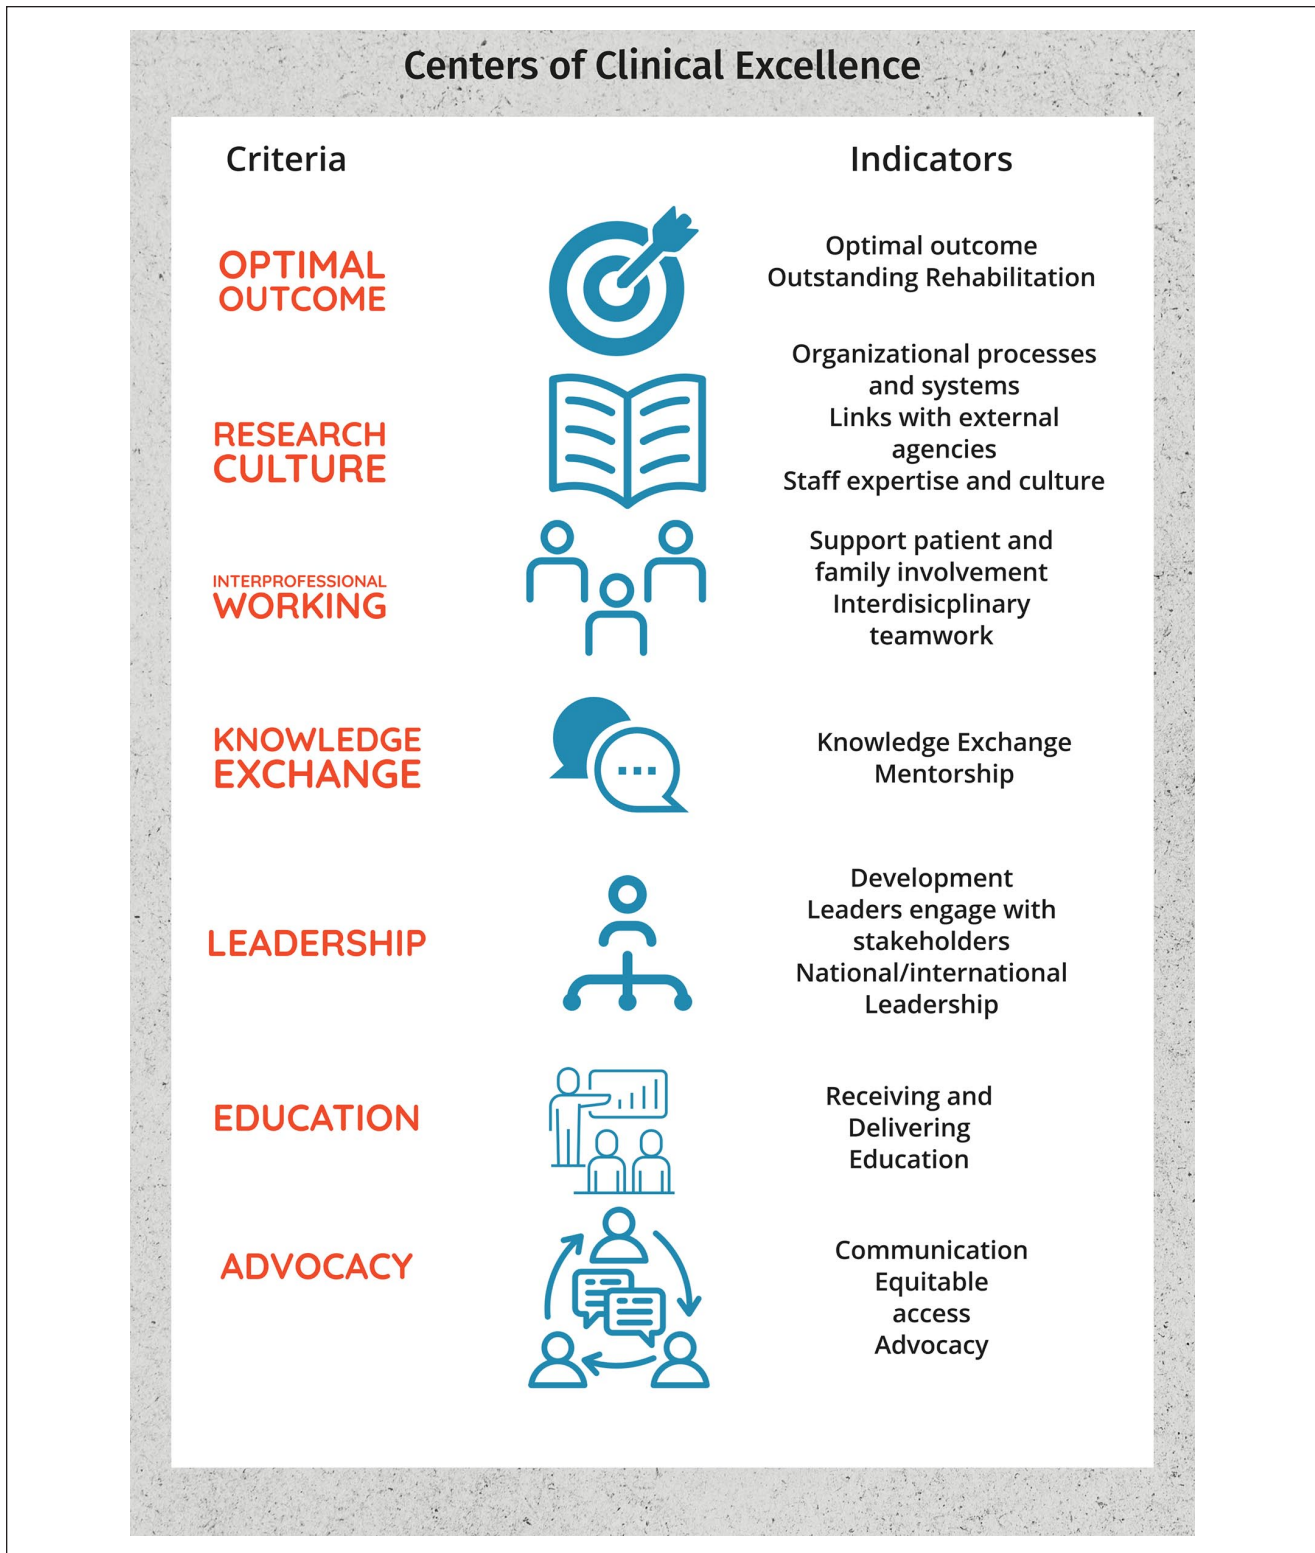 Centers of Clinical Excellence
Criteria
Indicators
OPTIMAL
OUTCOME
Optimal outcome
Outstanding Rehabilitation
RESEARCH
CULTURE
Organizational processes
and systems
Links with external
agencies
Staff expertise and culture
INTERPROFESSIONAL
WORKING
Support patient and
family involvement
Interdisicplinary
teamwork
KNOWLEDGE
EXCHANGE
Knowledge Exchange
Mentorship
LEADERSHIP
Development
Leaders engage with
stakeholders
National/international
Leadership
EDUCATION
Receiving and
Delivering
Education
ADVOCACY
Communication
Equitable
access
Advocacy